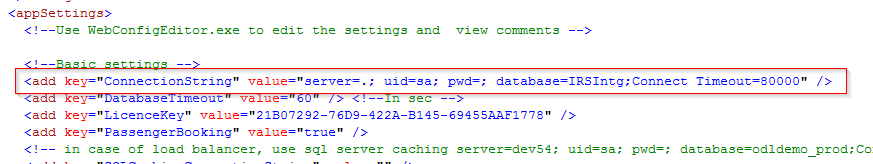 <appSettings>
<!--Use WebConfigEditor.exe to edit the settings and  view comments -->
<!--Basic settings -->
<add key="ConnectionString" value="server=.; uid=sa; pwd=; database=IRSIntg;Connect Timeout=80000" />
<add key="DatabaseTimeout" value="60" /> <!--In sec -->
<add key="LicenceKey" value="21B07292-76D9-422A-B145-69455AAF1778" />
<add key="PassengerBooking" value="true" />
<!-- in case of load balancer, use sql server caching server=dev54; uid=sa; pwd=; database=odldemo_prod;Co